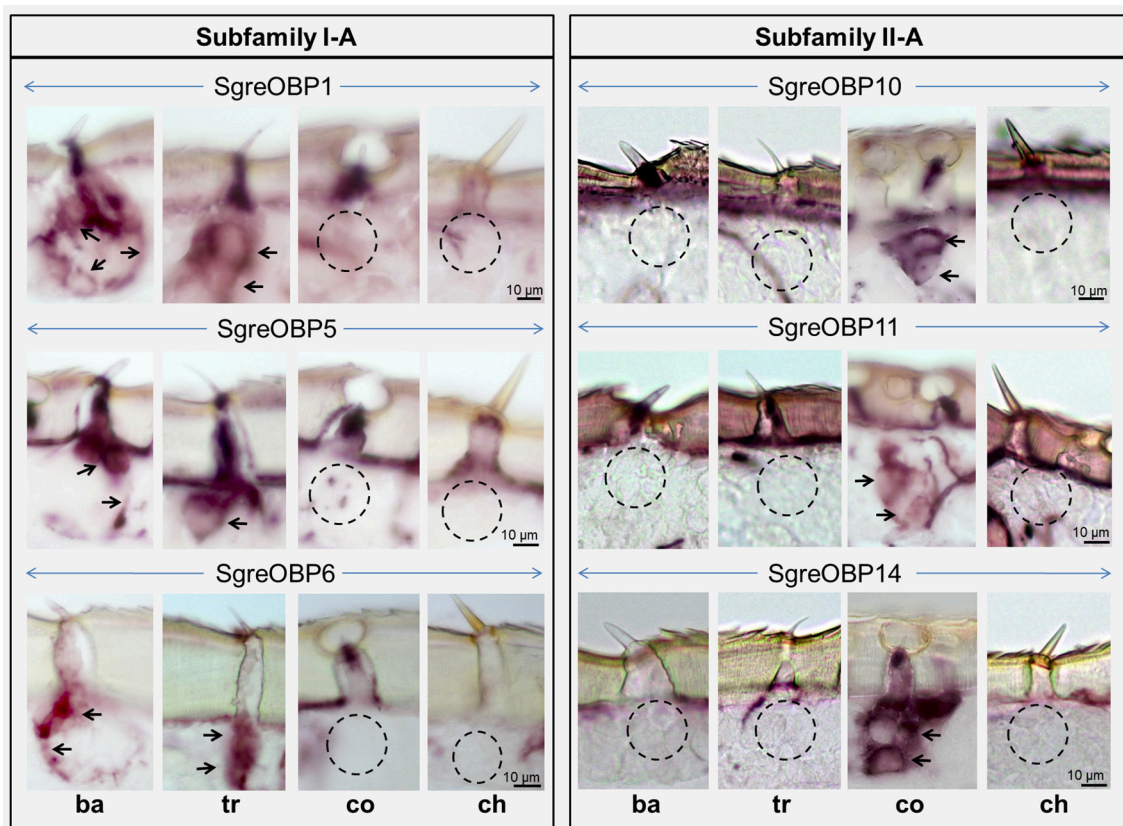 Subfamily I-A
SgreOBP1
10 µm
SgreOBP5
10 µm
SgreOBP6
10 µm
ba tr co ch
Subfamily II-A
SgreOBP10
10 µm
SgreOBP11
10 µm
SgreOBP14
10 µm
ba tr co ch